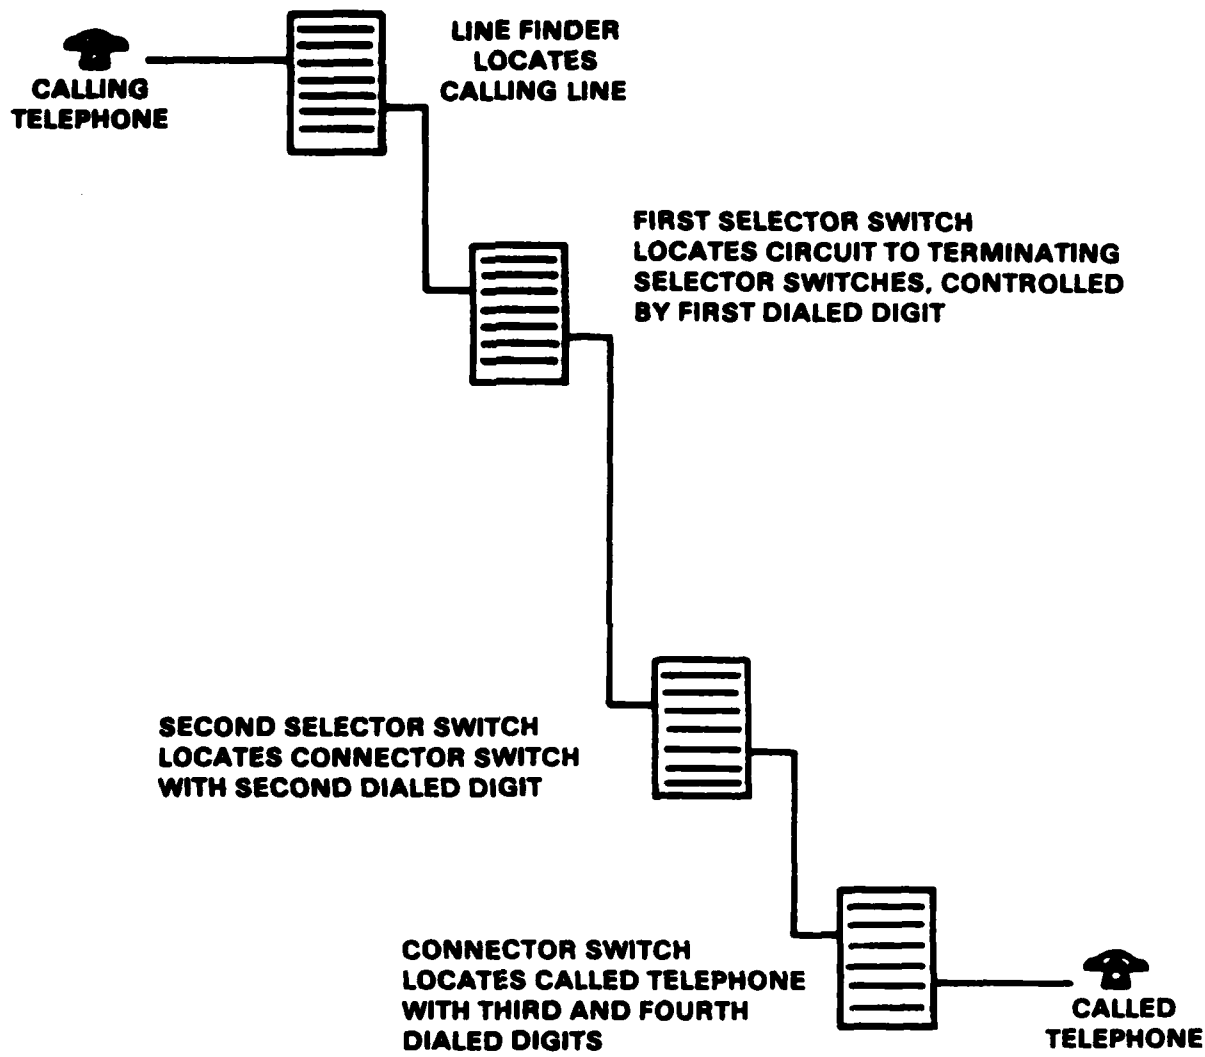 LINE FINDER
LOCATES
CALLING LINE
CALLING
TELEPHONE
FIRST SELECTOR SWITCH
LOCATES CIRCUIT TO TERMINATING
SELECTOR SWITCHES, CONTROLLED
BY FIRST DIALED DIGIT
SECOND SELECTOR SWITCH
LOCATES CONNECTOR SWITCH
WITH SECOND DIALED DIGIT
CONNECTOR SWITCH
LOCATES CALLED TELEPHONE
WITH THIRD AND FOURTH
DIALED DIGITS
CALLED
TELEPHONE